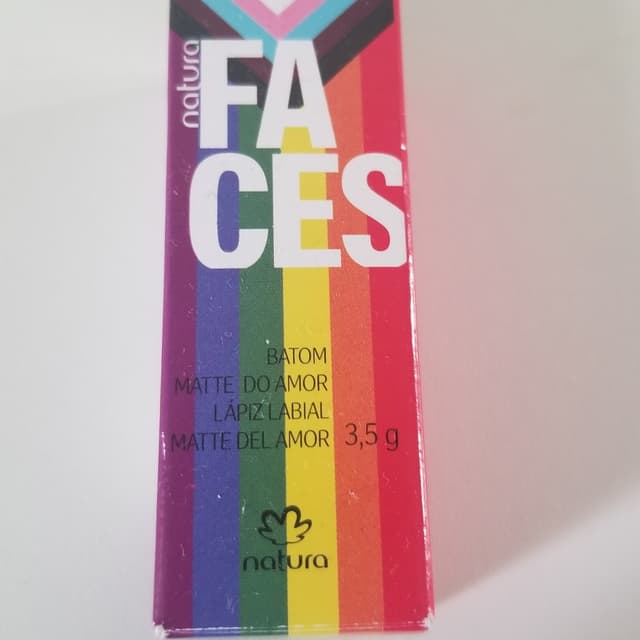 natura
FA
CES
BATOM
MATTE DO AMOR
LÁPIZ LABIAL
MATTE DEL AMOR 3,5 g
natura